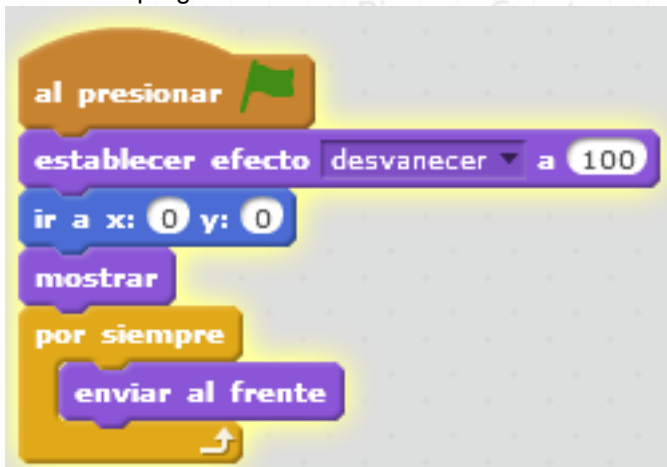 al presionar
establecer efecto desvanecer a 100
ir a x: 0 y: 0
mostrar
por siempre
enviar al frente